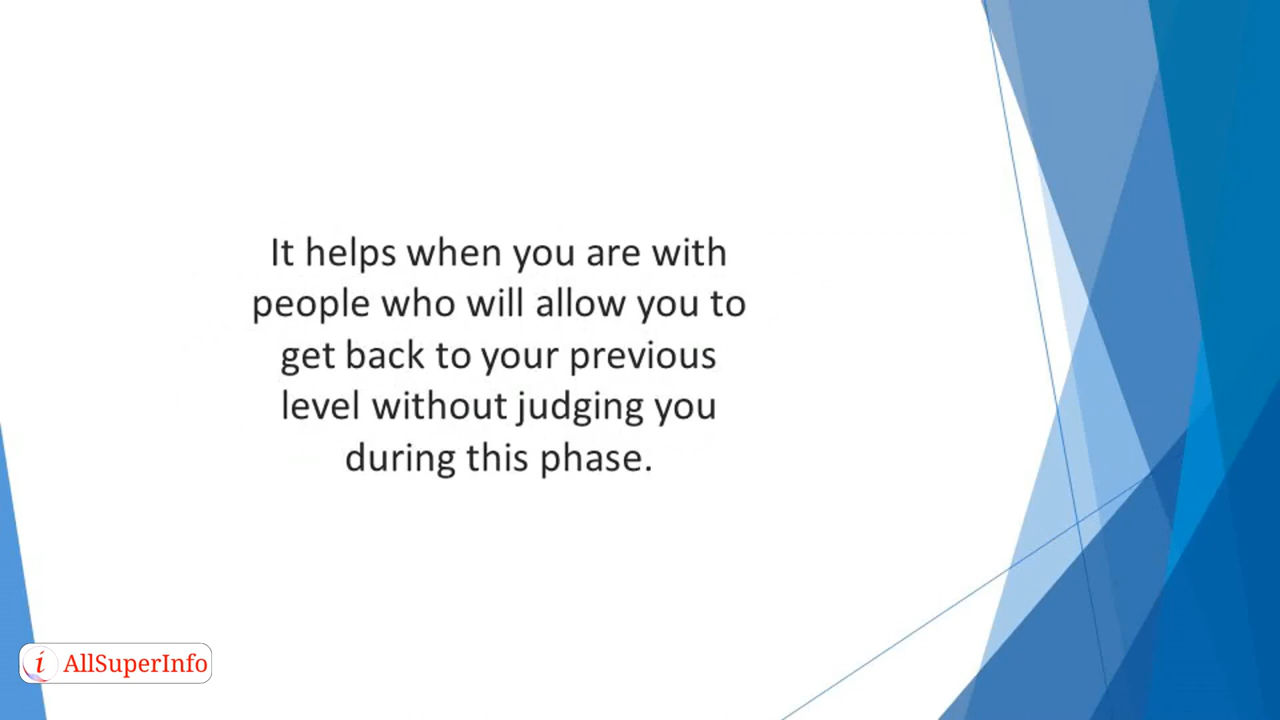 It helps when you are with
people who will allow you to
get back to your previous
level without judging you
during this phase.
i AllSuperInfo